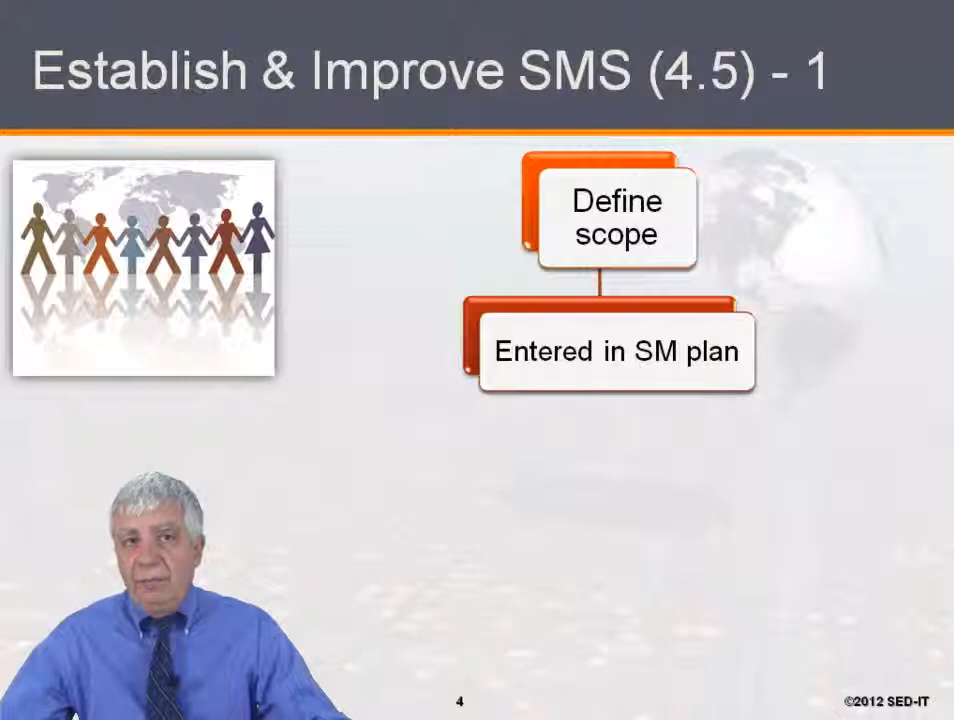 Establish & Improve SMS (4.5) - 1
Define
scope
Entered in SM plan
4
©2012 SED-IT